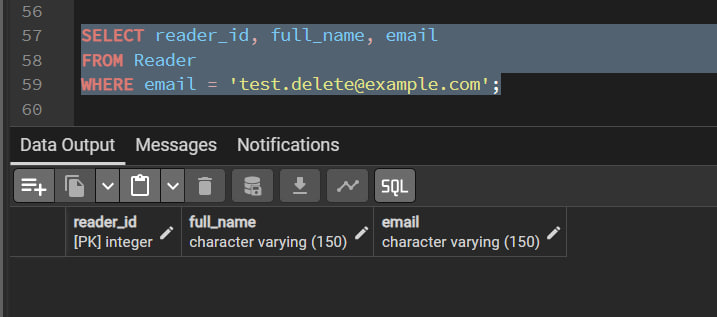 56
57 SELECT reader_id, full_name, email
58 FROM Reader
59 WHERE email = 'test.delete@example.com';
60
Data Output Messages Notifications
SQL
reader_id full_name email
[PK] integer character varying (150) character varying (150)